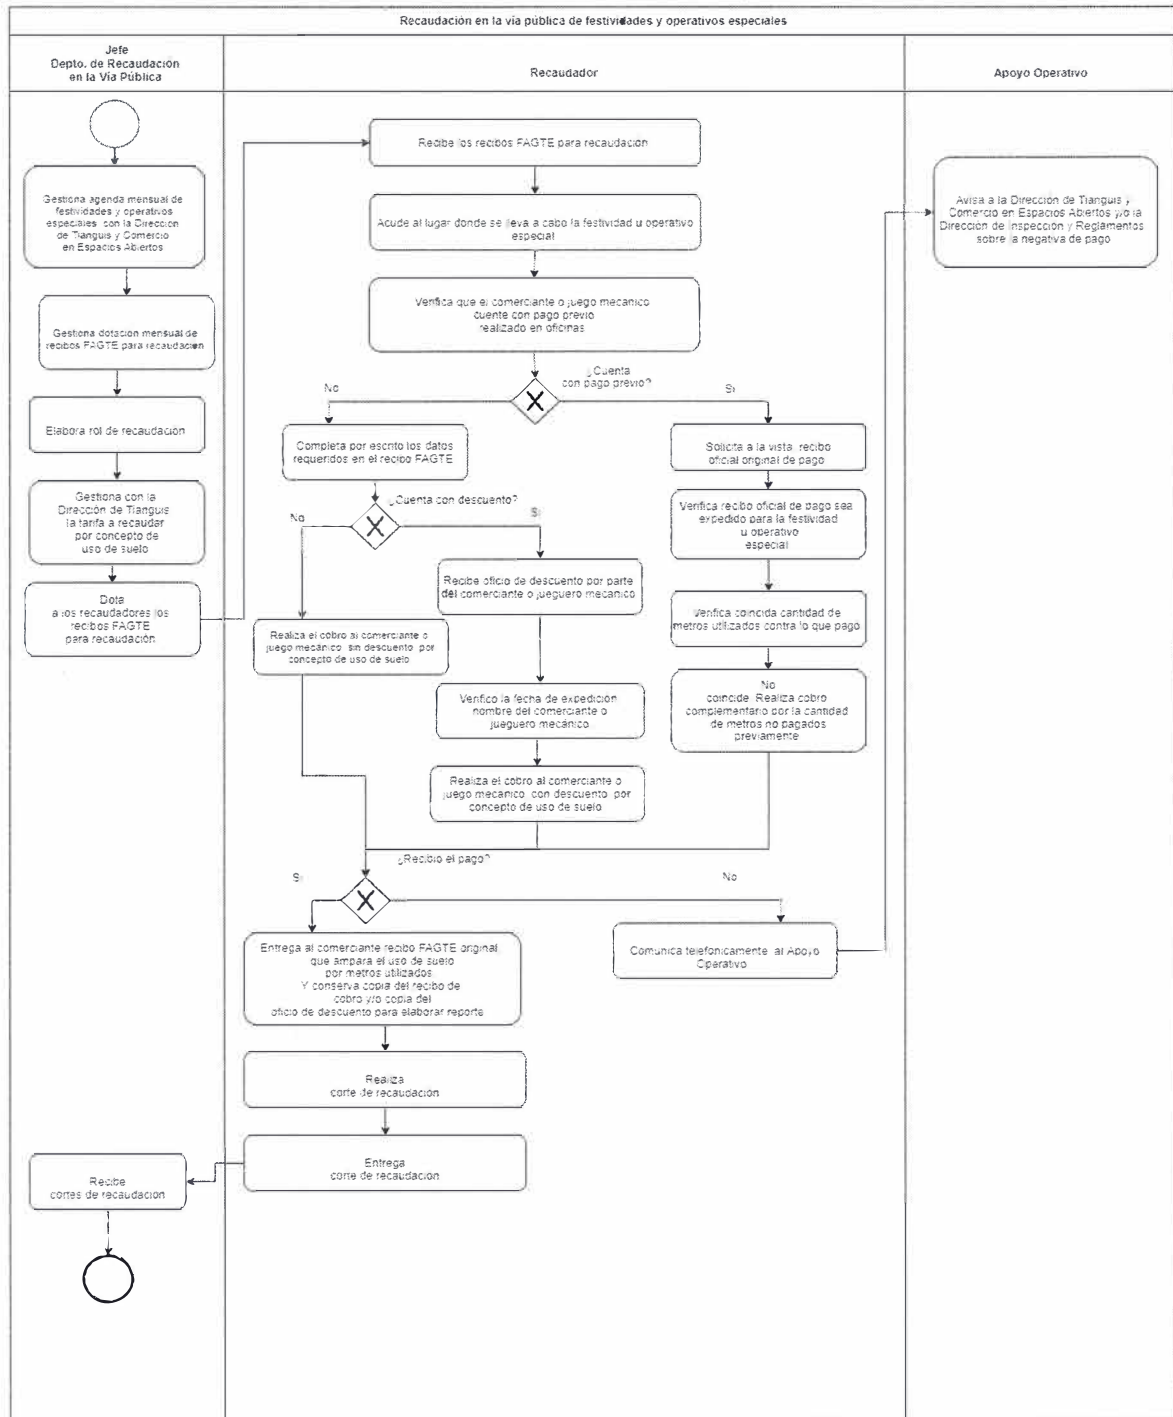 Recaudación en la vía pública de festividades y operativos especiales
Jefe
Depto. de Recaudación
en la Vía Pública
Recaudador
Apoyo Operativo
Gestiona agenda mensual de
festividades y operativos
especiales con la Dirección
de Tianguis y Comercio
en Espacios Abiertos
Gestiona dotación mensual de
recibos FAGTE para recaudación
Elabora rol de recaudación
Gestiona con la
Dirección de Tianguis
la tarifa a recaudar
por concepto de
uso de suelo
Dota
a los recaudadores los
recibos FAGTE
para recaudación
Recibe los recibos FAGTE para recaudación
Acude al lugar donde se lleva a cabo la festividad u operativo
especial
Verifica que el comerciante o juego mecánico
cuente con pago previo
realizado en oficinas
¿Cuenta
con pago previo?
No
Si
Completa por escrito los datos
requeridos en el recibo FAGTE
¿Cuenta con descuento?
No
Si
Realiza el cobro al comerciante o
juego mecánico sin descuento por
concepto de uso de suelo
Recibe oficio de descuento por parte
del comerciante o jueguero mecánico
Verifico la fecha de expedición
nombre del comerciante o
jueguero mecánico
Realiza el cobro al comerciante o
juego mecánico con descuento por
concepto de uso de suelo
Solicita a la vista recibo
oficial original de pago
Verifica recibo oficial de pago sea
expedido para la festividad
u operativo
especial
Verifica coincida cantidad de
metros utilizados contra lo que pagó
No
coincide Realiza cobro
complementario por la cantidad
de metros no pagados
previamente
¿Recibió el pago?
Si
No
Entrega al comerciante recibo FAGTE original
que ampara el uso de suelo
por metros utilizados
Y conserva copia del recibo de
cobro y/o copia del
oficio de descuento para elaborar reporte
Comunica telefónicamente al Apoyo
Operativo
Avisa a la Dirección de Tianguis y
Comercio en Espacios Abiertos y/o la
Dirección de Inspección y Reglamentos
sobre la negativa de pago
Realiza
corte de recaudación
Entrega
corte de recaudación
Recibe
cortes de recaudación